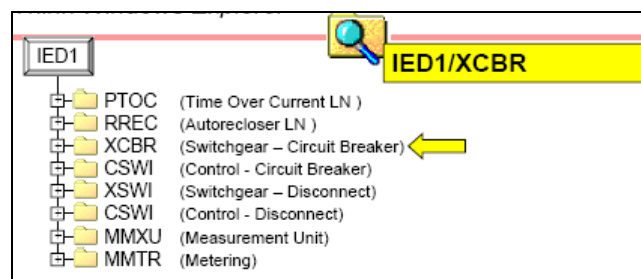 IED1
IED1/XCBR
PTOC (Time Over Current LN )
RREC (Autorecloser LN )
XCBR (Switchgear – Circuit Breaker)
CSWI (Control - Circuit Breaker)
XSWI (Switchgear – Disconnect)
CSWI (Control - Disconnect)
MMXU (Measurement Unit)
MMTR (Metering)